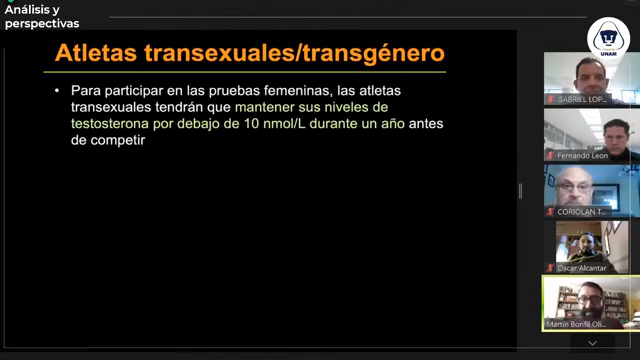 Análisis y
perspectivas
UNAM
Atletas transexuales/transgénero
• Para participar en las pruebas femeninas, las atletas
transexuales tendrán que mantener sus niveles de
testosterona por debajo de 10 nmol/L durante un año antes
de competir
GABRIEL LOP...
Fernando Leon
CORIOLAN T...
Oscar Alcantar
Martín Bonfil Oli...